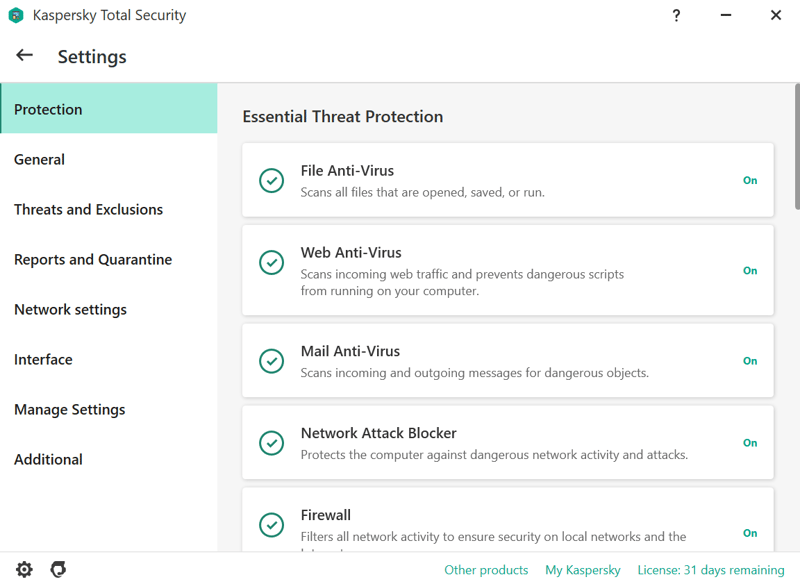 Kaspersky Total Security
?
Settings
Protection
General
Threats and Exclusions
Reports and Quarantine
Network settings
Interface
Manage Settings
Additional
Essential Threat Protection
File Anti-Virus
Scans all files that are opened, saved, or run.
On
Web Anti-Virus
Scans incoming web traffic and prevents dangerous scripts
from running on your computer.
On
Mail Anti-Virus
Scans incoming and outgoing messages for dangerous objects.
On
Network Attack Blocker
Protects the computer against dangerous network activity and attacks.
On
Firewall
Filters all network activity to ensure security on local networks and the
On
Other products
My Kaspersky
License: 31 days remaining